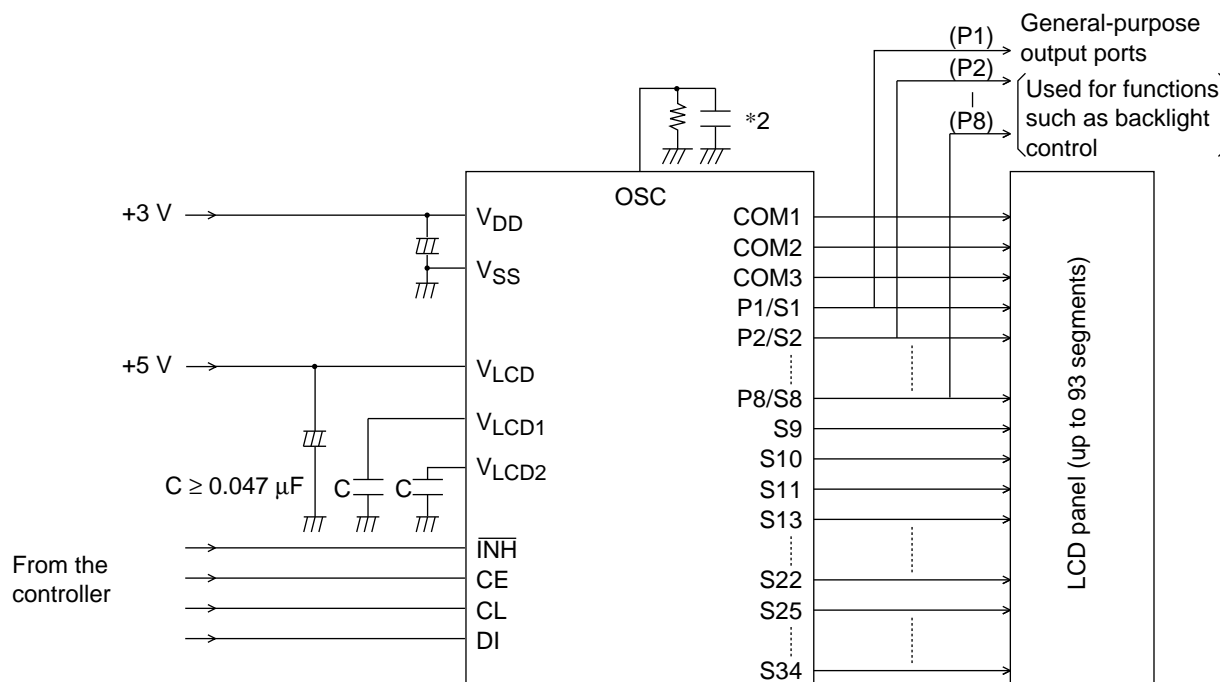 (P1)
General-purpose
output ports
(P2)
(P8)
Used for functions
such as backlight
control
*2
OSC
+3 V
VDD
VSS
+5 V
VLCD
VLCD1
VLCD2
C ≥ 0.047 μF
C
C
From the
controller
INH
CE
CL
DI
COM1
COM2
COM3
P1/S1
P2/S2
P8/S8
S9
S10
S11
S13
S22
S25
S34
LCD panel (up to 93 segments)